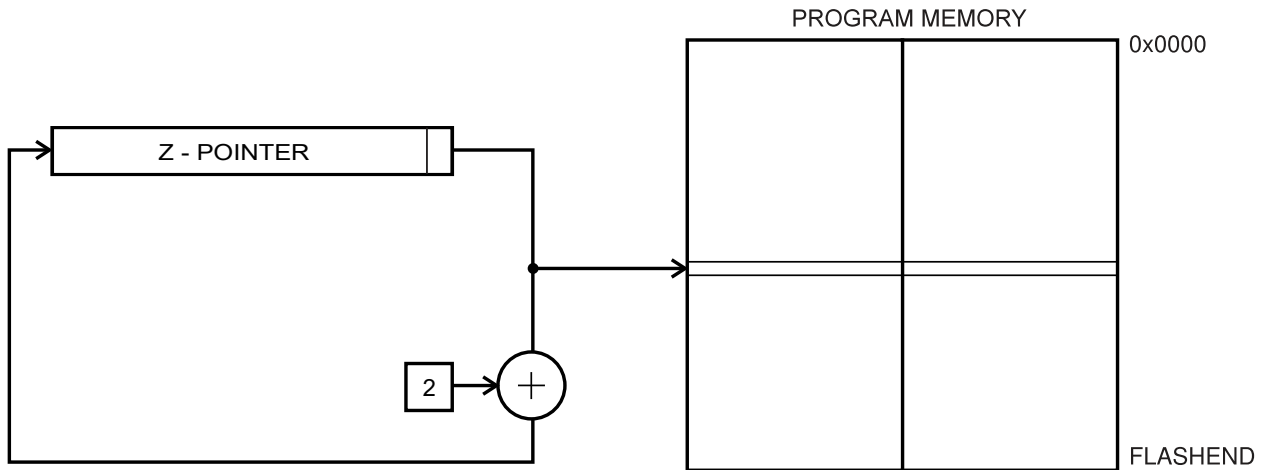 PROGRAM MEMORY
0x0000
Z - POINTER
2
FLASHEND